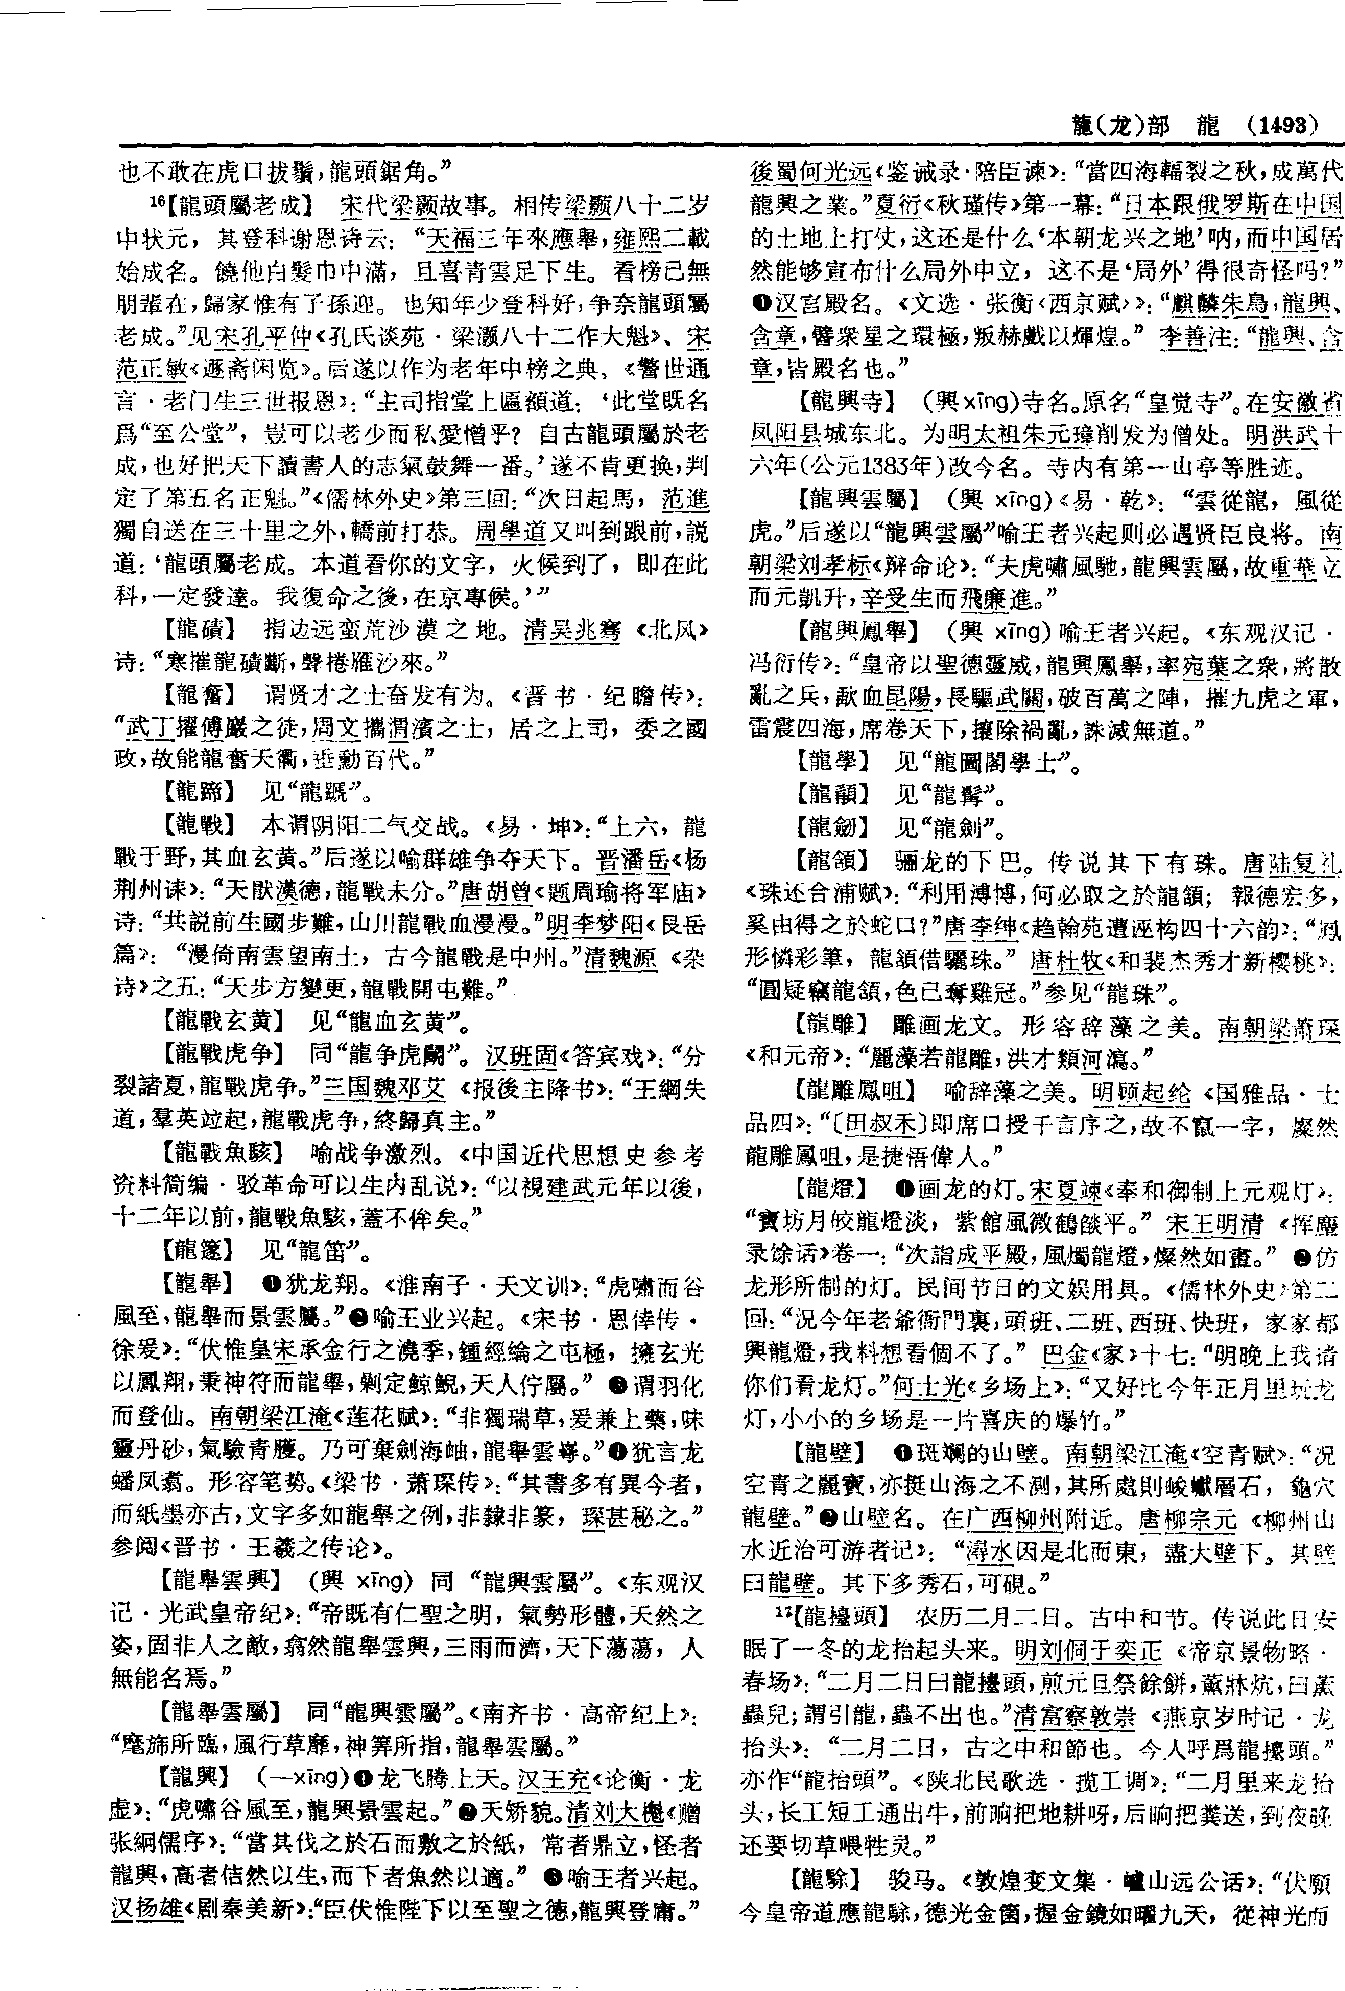 龍(龙)部　龍　(1493)
也不敢在虎口拔鬚，龍頭鋸角。”
16【龍頭屬老成】　宋代梁颢故事。相传梁颢八十二岁
中状元，其登科谢恩诗云：“天福三年來應舉，雍熙二載
始成名。饒他白髮巾中滿，且喜青雲足下生。看榜已無
朋輩在，歸家惟有子孫迎。也知年少登科好，争奈龍頭屬
老成。”见宋孔平仲《孔氏谈苑·梁灏八十二作大魁》、宋
范正敏《遯斋闲览》。后遂以作为老年中榜之典。《警世通
言·老门生三世报恩》：“主司指堂上匾額道：‘此堂既名
爲“至公堂”，豈可以老少而私愛憎乎？自古龍頭屬於老
成，也好把天下讀書人的志氣鼓舞一番。’遂不肯更换，判
定了第五名正魁。”《儒林外史》第三回：“次日起馬，范進
獨自送在三十里之外，轎前打恭。周學道又叫到跟前，説
道：‘龍頭屬老成。本道看你的文字，火候到了，即在此
科，一定發達。我復命之後，在京專候。’”
【龍磧】　指边远蛮荒沙漠之地。清吴兆骞《北风》
诗：“寒摧龍磧斷，聲捲雁沙來。”
【龍奮】　谓贤才之士奋发有为。《晋书·纪瞻传》：
“武丁擢傅巖之徒，周文攜渭濱之士，居之上司，委之國
政，故能龍奮天衢，垂勳百代。”
【龍蹄】　见“龍蹏”。
【龍戰】　本谓阴阳二气交战。《易·坤》：“上六，龍
戰于野，其血玄黄。”后遂以喻群雄争夺天下。晋潘岳《杨
荆州诔》：“天猒漢德，龍戰未分。”唐胡曾《题周瑜将军庙》
诗：“共説前生國步難，山川龍戰血漫漫。”明李梦阳《艮岳
篇》：“漫倚南雲望南土，古今龍戰是中州。”清魏源《杂
诗》之五：“天步方變更，龍戰開屯難。”
【龍戰玄黄】　见“龍血玄黄”。
【龍戰虎争】　同“龍争虎鬭”。汉班固《答宾戏》：“分
裂諸夏，龍戰虎争。”三国魏邓艾《报後主降书》：“王綱失
道，羣英竝起，龍戰虎争，終歸真主。”
【龍戰魚駭】　喻战争激烈。《中国近代思想史参考
资料简编·驳革命可以生内乱说》：“以視建武元年以後，
十二年以前，龍戰魚駭，蓋不侔矣。”
【龍篴】　见“龍笛”。
【龍舉】　❶犹龙翔。《淮南子·天文训》：“虎嘯而谷
風至，龍舉而景雲屬。”❷喻王业兴起。《宋书·恩倖传·
徐爰》：“伏惟皇宋承金行之澆季，鍾經綸之屯極，擁玄光
以鳳翔，秉神符而龍舉，剿定鯨鯢，天人佇屬。”❸谓羽化
而登仙。南朝梁江淹《莲花赋》：“非獨瑞草，爰兼上藥，味
靈丹砂，氣驗青雘。乃可棄劍海岫，龍舉雲崿。”❹犹言龙
蟠凤翥。形容笔势。《梁书·萧琛传》：“其書多有異今者，
而紙墨亦古，文字多如龍舉之例，非隸非篆，琛甚秘之。”
参阅《晋书·王羲之传论》。
【龍舉雲興】　(興 xīng)　同“龍興雲屬”。《东观汉
记·光武皇帝纪》：“帝既有仁聖之明，氣勢形體，天然之
姿，固非人之敵，翕然龍舉雲興，三雨而濟，天下蕩蕩，人
無能名焉。”
【龍舉雲屬】　同“龍興雲屬”。《南齐书·高帝纪上》：
“麾旆所臨，風行草靡，神筭所指，龍舉雲屬。”
【龍興】　(—xīng)❶龙飞腾上天。汉王充《论衡·龙
虚》：“虎嘯谷風至，龍興景雲起。”❷夭矫貌。清刘大櫆《赠
张絅儒序》：“當其伐之於石而敷之於紙，常者鼎立，怪者
龍興，高者佶然以生，而下者魚然以適。”❸喻王者兴起。
汉扬雄《剧秦美新》：“臣伏惟陛下以至聖之德，龍興登庸。”
後蜀何光远《鉴诫录·陪臣谏》：“當四海輻裂之秋，成萬代
龍興之業。”夏衍《秋瑾传》第一幕：“日本跟俄罗斯在中国
的土地上打仗，这还是什么‘本朝龙兴之地’呐，而中国居
然能够宣布什么局外中立，这不是‘局外’得很奇怪吗？”
❹汉宫殿名。《文选·张衡〈西京赋〉》：“麒麟朱鳥，龍興、
含章，譬衆星之環極，叛赫戲以煇煌。”李善注：“龍興、含
章，皆殿名也。”
【龍興寺】　(興xīng)寺名。原名“皇觉寺”。在安徽省
凤阳县城东北。为明太祖朱元璋削发为僧处。明洪武十
六年(公元1383年)改今名。寺内有第一山亭等胜迹。
【龍興雲屬】　(興 xīng)《易·乾》：“雲從龍，風從
虎。”后遂以“龍興雲屬”喻王者兴起则必遇贤臣良将。南
朝梁刘孝标《辩命论》：“夫虎嘯風馳，龍興雲屬，故重華立
而元凱升，辛受生而飛廉進。”
【龍興鳳舉】　(興 xīng)喻王者兴起。《东观汉记·
冯衍传》：“皇帝以聖德靈威，龍興鳳舉，率宛葉之衆，將散
亂之兵，歃血昆陽，長驅武關，破百萬之陣，摧九虎之軍，
雷震四海，席卷天下，攘除禍亂，誅滅無道。”
【龍學】　见“龍圖閣學士”。
【龍顬】　见“龍鬐”。
【龍劒】　见“龍劍”。
【龍頷】　骊龙的下巴。传说其下有珠。唐陆复礼
《珠还合浦赋》：“利用溥博，何必取之於龍頷；報德宏多，
奚由得之於蛇口？”唐李绅《趋翰苑遭诬构四十六韵》：“鳳
形憐彩筆，龍頷借驪珠。”唐杜牧《和裴杰秀才新樱桃》：
“圓疑竊龍頷，色已奪雞冠。”参见“龍珠”。
【龍雕】　雕画龙文。形容辞藻之美。南朝梁萧琛
《和元帝》：“麗藻若龍雕，洪才類河瀉。”
【龍雕鳳咀】　喻辞藻之美。明顾起纶《国雅品·士
品四》：“〔田叔禾〕即席口授千言序之，故不竄一字，粲然
龍雕鳳咀，是捷悟偉人。”
【龍燈】　❶画龙的灯。宋夏竦《奉和御制上元观灯》：
“寶坊月皎龍燈淡，紫館風微鶴燄平。”宋王明清《挥麈
录馀话》卷一：“次詣成平殿，風燭龍燈，燦然如晝。”❷仿
龙形所制的灯。民间节日的文娱用具。《儒林外史》第二
回：“況今年老爺衙門裏，頭班、二班、西班、快班，家家都
興龍燈，我料想看個不了。”巴金《家》十七：“明晚上我请
你们看龙灯。”何士光《乡场上》：“又好比今年正月里玩龙
灯，小小的乡场是一片喜庆的爆竹。”
【龍壁】　❶斑斓的山壁。南朝梁江淹《空青赋》：“况
空青之麗寶，亦挺山海之不測，其所處則峻巘層石，龜穴
龍壁。”❷山壁名。在广西柳州附近。唐柳宗元《柳州山
水近治可游者记》：“潯水因是北而東，盡大壁下。其壁
曰龍壁。其下多秀石，可硯。”
17【龍擡頭】　农历二月二日。古中和节。传说此日安
眠了一冬的龙抬起头来。明刘侗于奕正《帝京景物略·
春场》：“二月二日曰龍擡頭，煎元旦祭餘餅，薰牀炕，曰薰
蟲兒；謂引龍，蟲不出也。”清富察敦崇《燕京岁时记·龙
抬头》：“二月二日，古之中和節也。今人呼爲龍擡頭。”
亦作“龍抬頭”。《陕北民歌选·揽工调》：“二月里来龙抬
头，长工短工通出牛，前晌把地耕呀，后晌把粪送，到夜晚
还要切草喂牲灵。”
【龍駼】　骏马。《敦煌变文集·廬山远公话》：“伏願
今皇帝道應龍駼，德光金箇，握金鏡如曜九天，從神光而